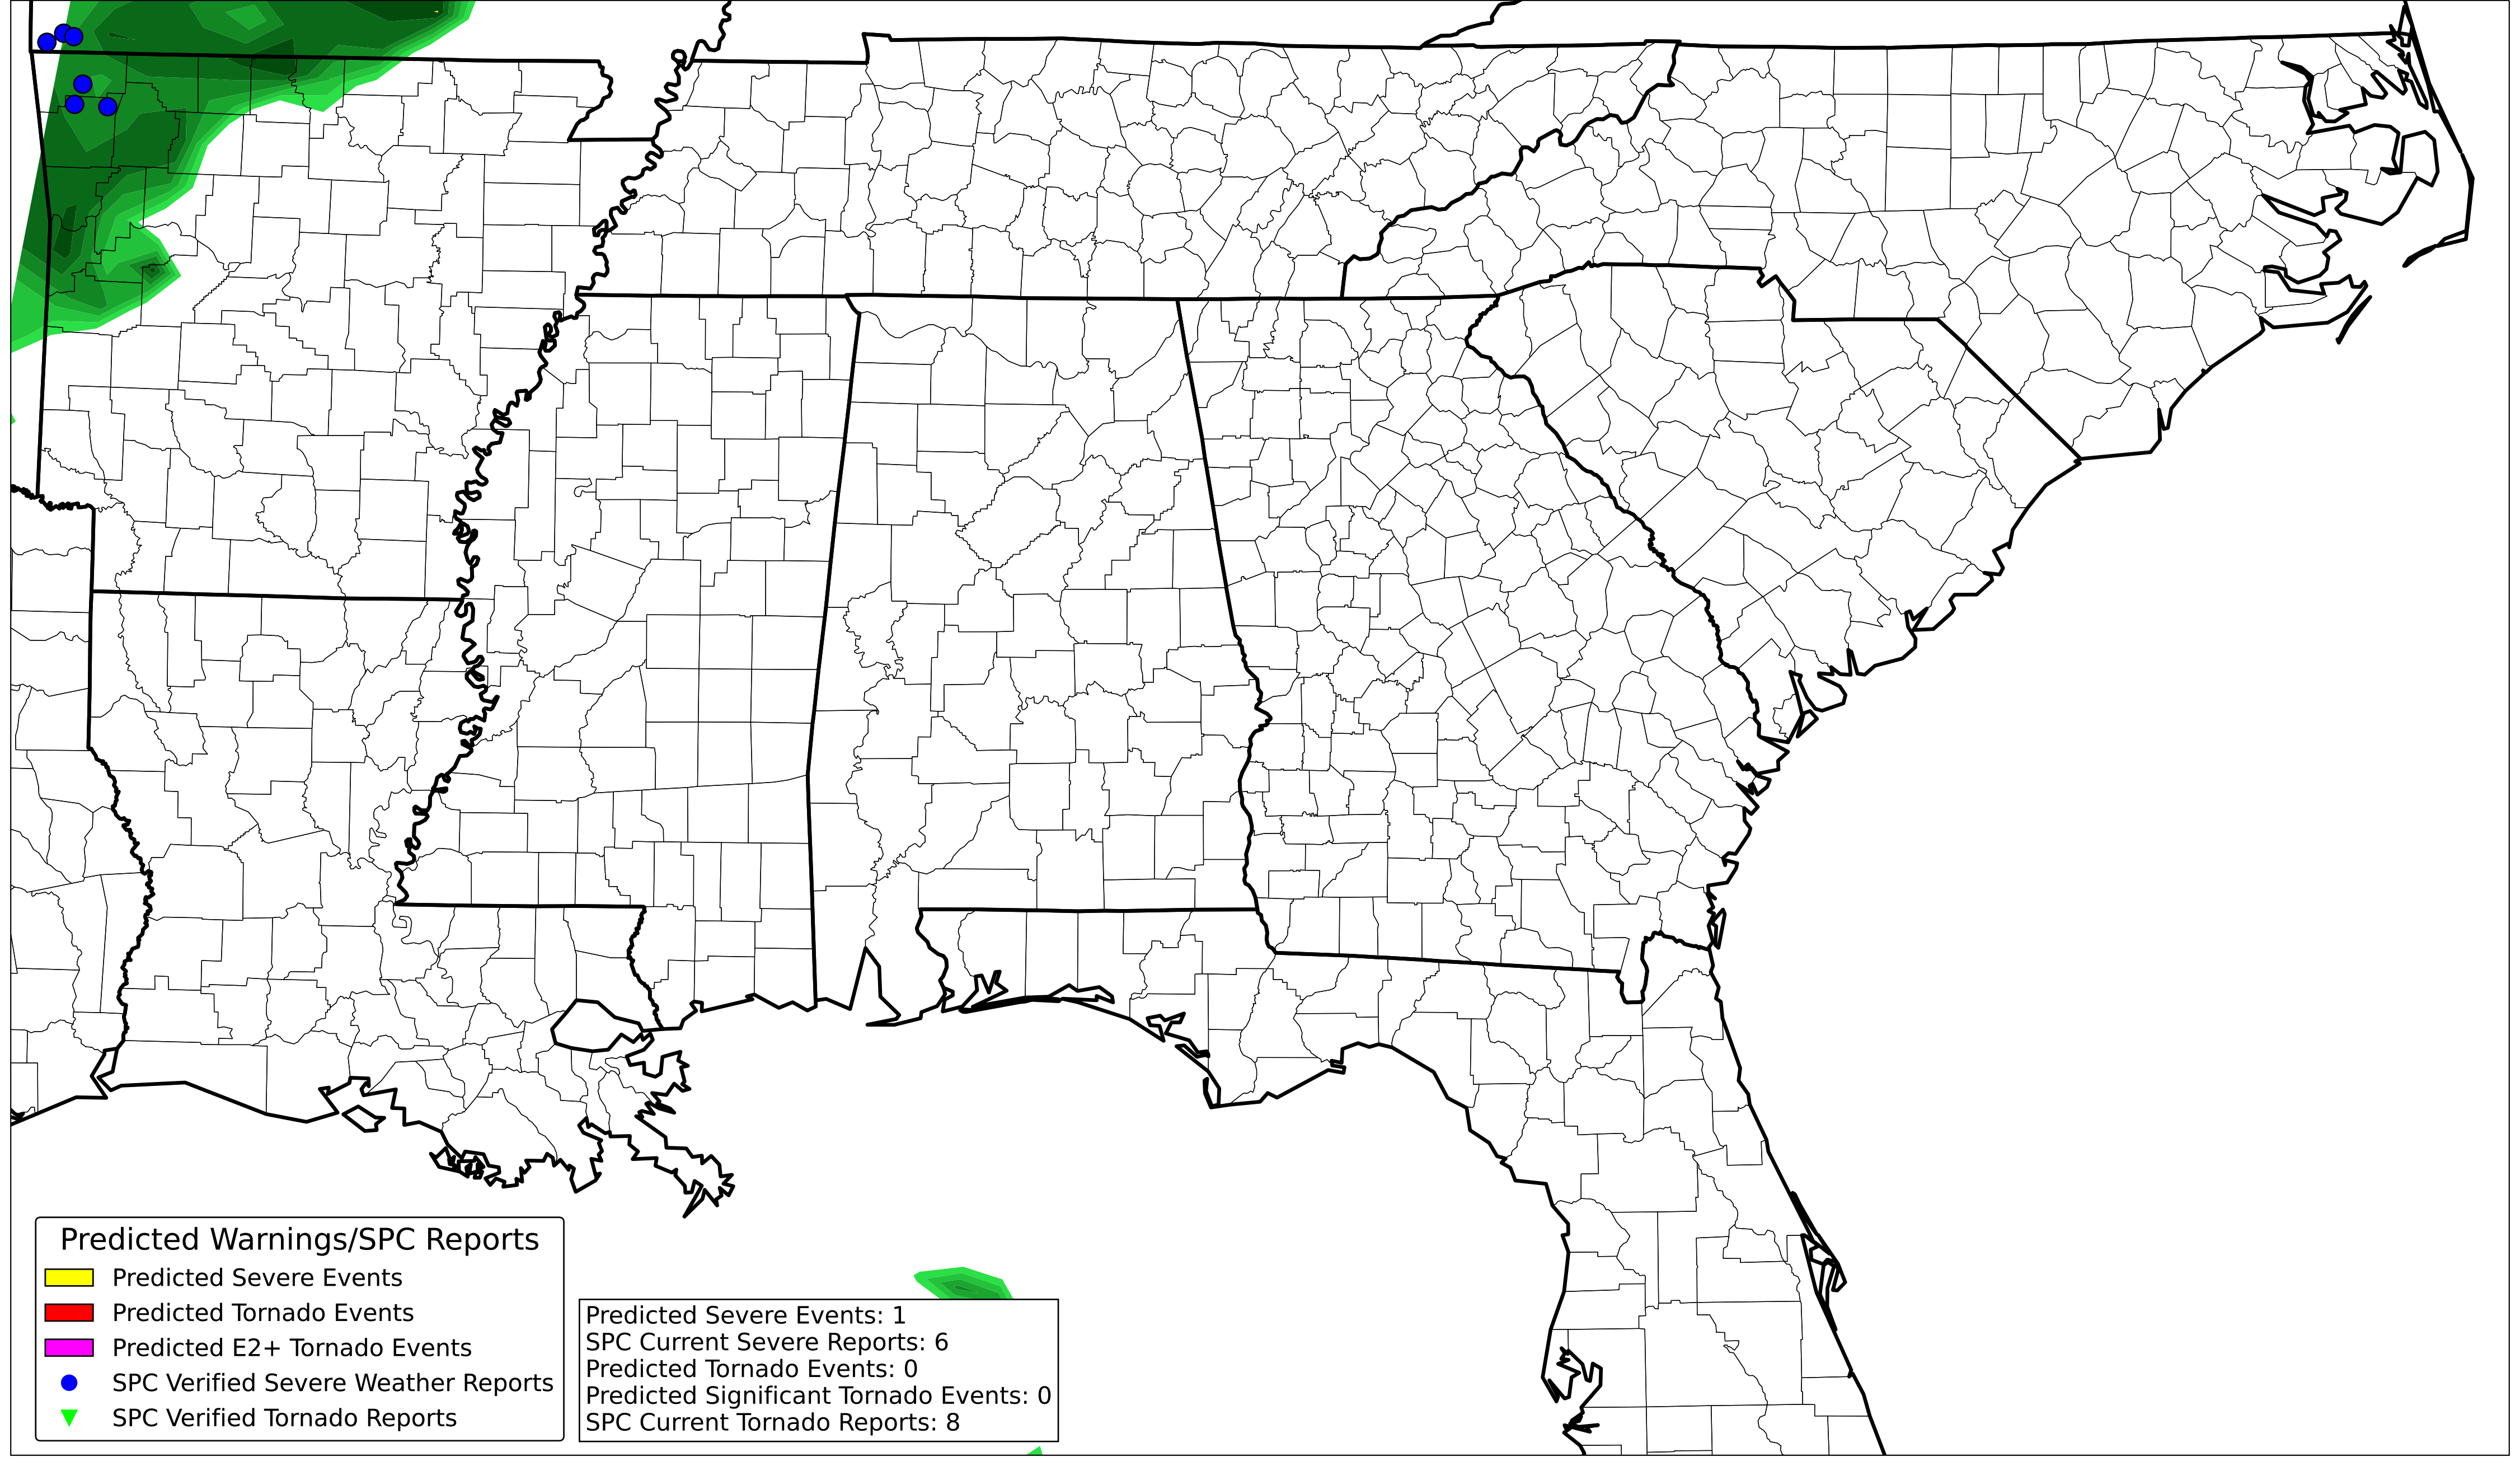 Predicted Warnings/SPC Reports
Predicted Severe Events
Predicted Tornado Events
Predicted E2+ Tornado Events
SPC Verified Severe Weather Reports
SPC Verified Tornado Reports
Predicted Severe Events: 1
SPC Current Severe Reports: 6
Predicted Tornado Events: 0
Predicted Significant Tornado Events: 0
SPC Current Tornado Reports: 8